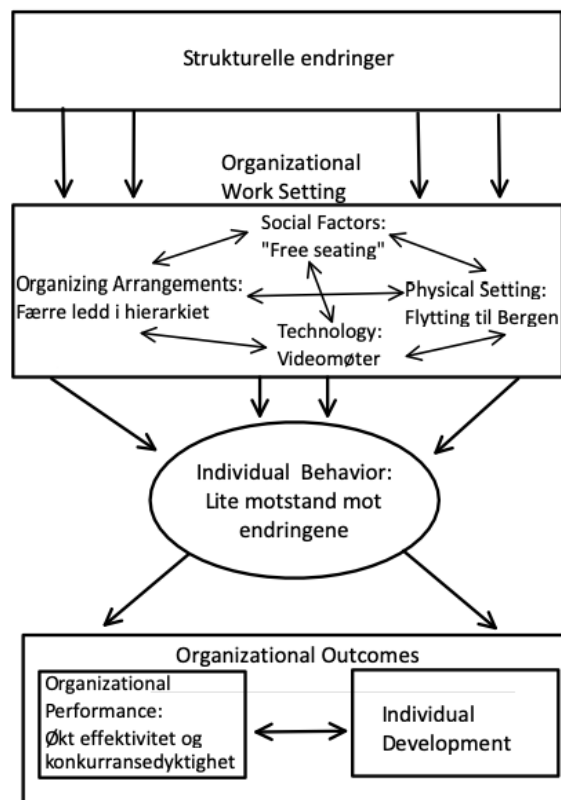 Strukturelle endringer
Organizational
Work Setting
Social Factors:
"Free seating"
Organizing Arrangements:
Færre ledd i hierarkiet
Physical Setting:
Flytting til Bergen
Technology:
Videomøter
Individual Behavior:
Lite motstand mot
endringene
Organizational Outcomes
Organizational
Performance:
Økt effektivitet og
konkurransedyktighet
Individual
Development